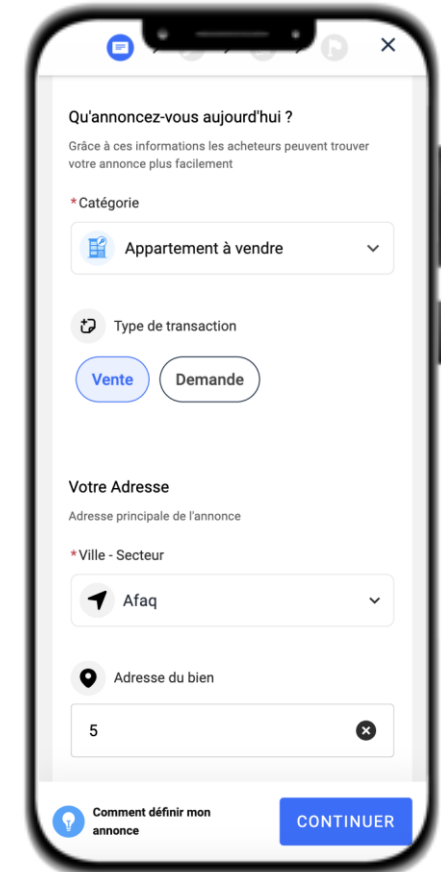 Qu'annoncez-vous aujourd'hui ?
Grâce à ces informations les acheteurs peuvent trouver
votre annonce plus facilement
*Catégorie
Appartement à vendre
Type de transaction
Vente
Demande
Votre Adresse
Adresse principale de l'annonce
*Ville - Secteur
Afaq
Adresse du bien
5
Comment définir mon
annonce
CONTINUER